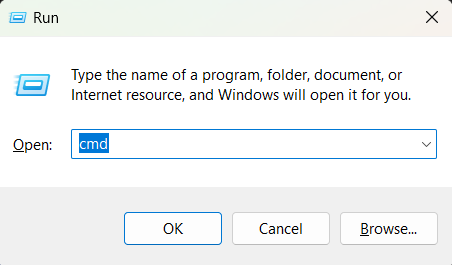 Run
Type the name of a program, folder, document, or
Internet resource, and Windows will open it for you.
Open: cmd
OK Cancel Browse...